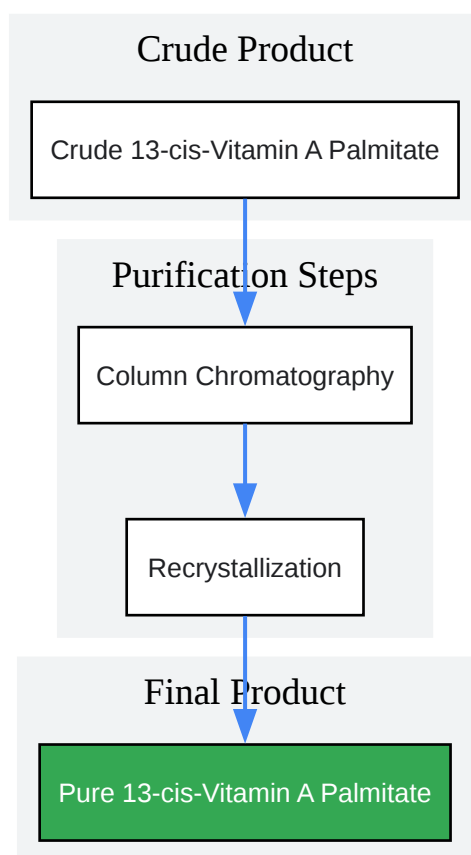 Crude Product
Crude 13-cis-Vitamin A Palmitate
Purification Steps
Column Chromatography
Recrystallization
Final Product
Pure 13-cis-Vitamin A Palmitate